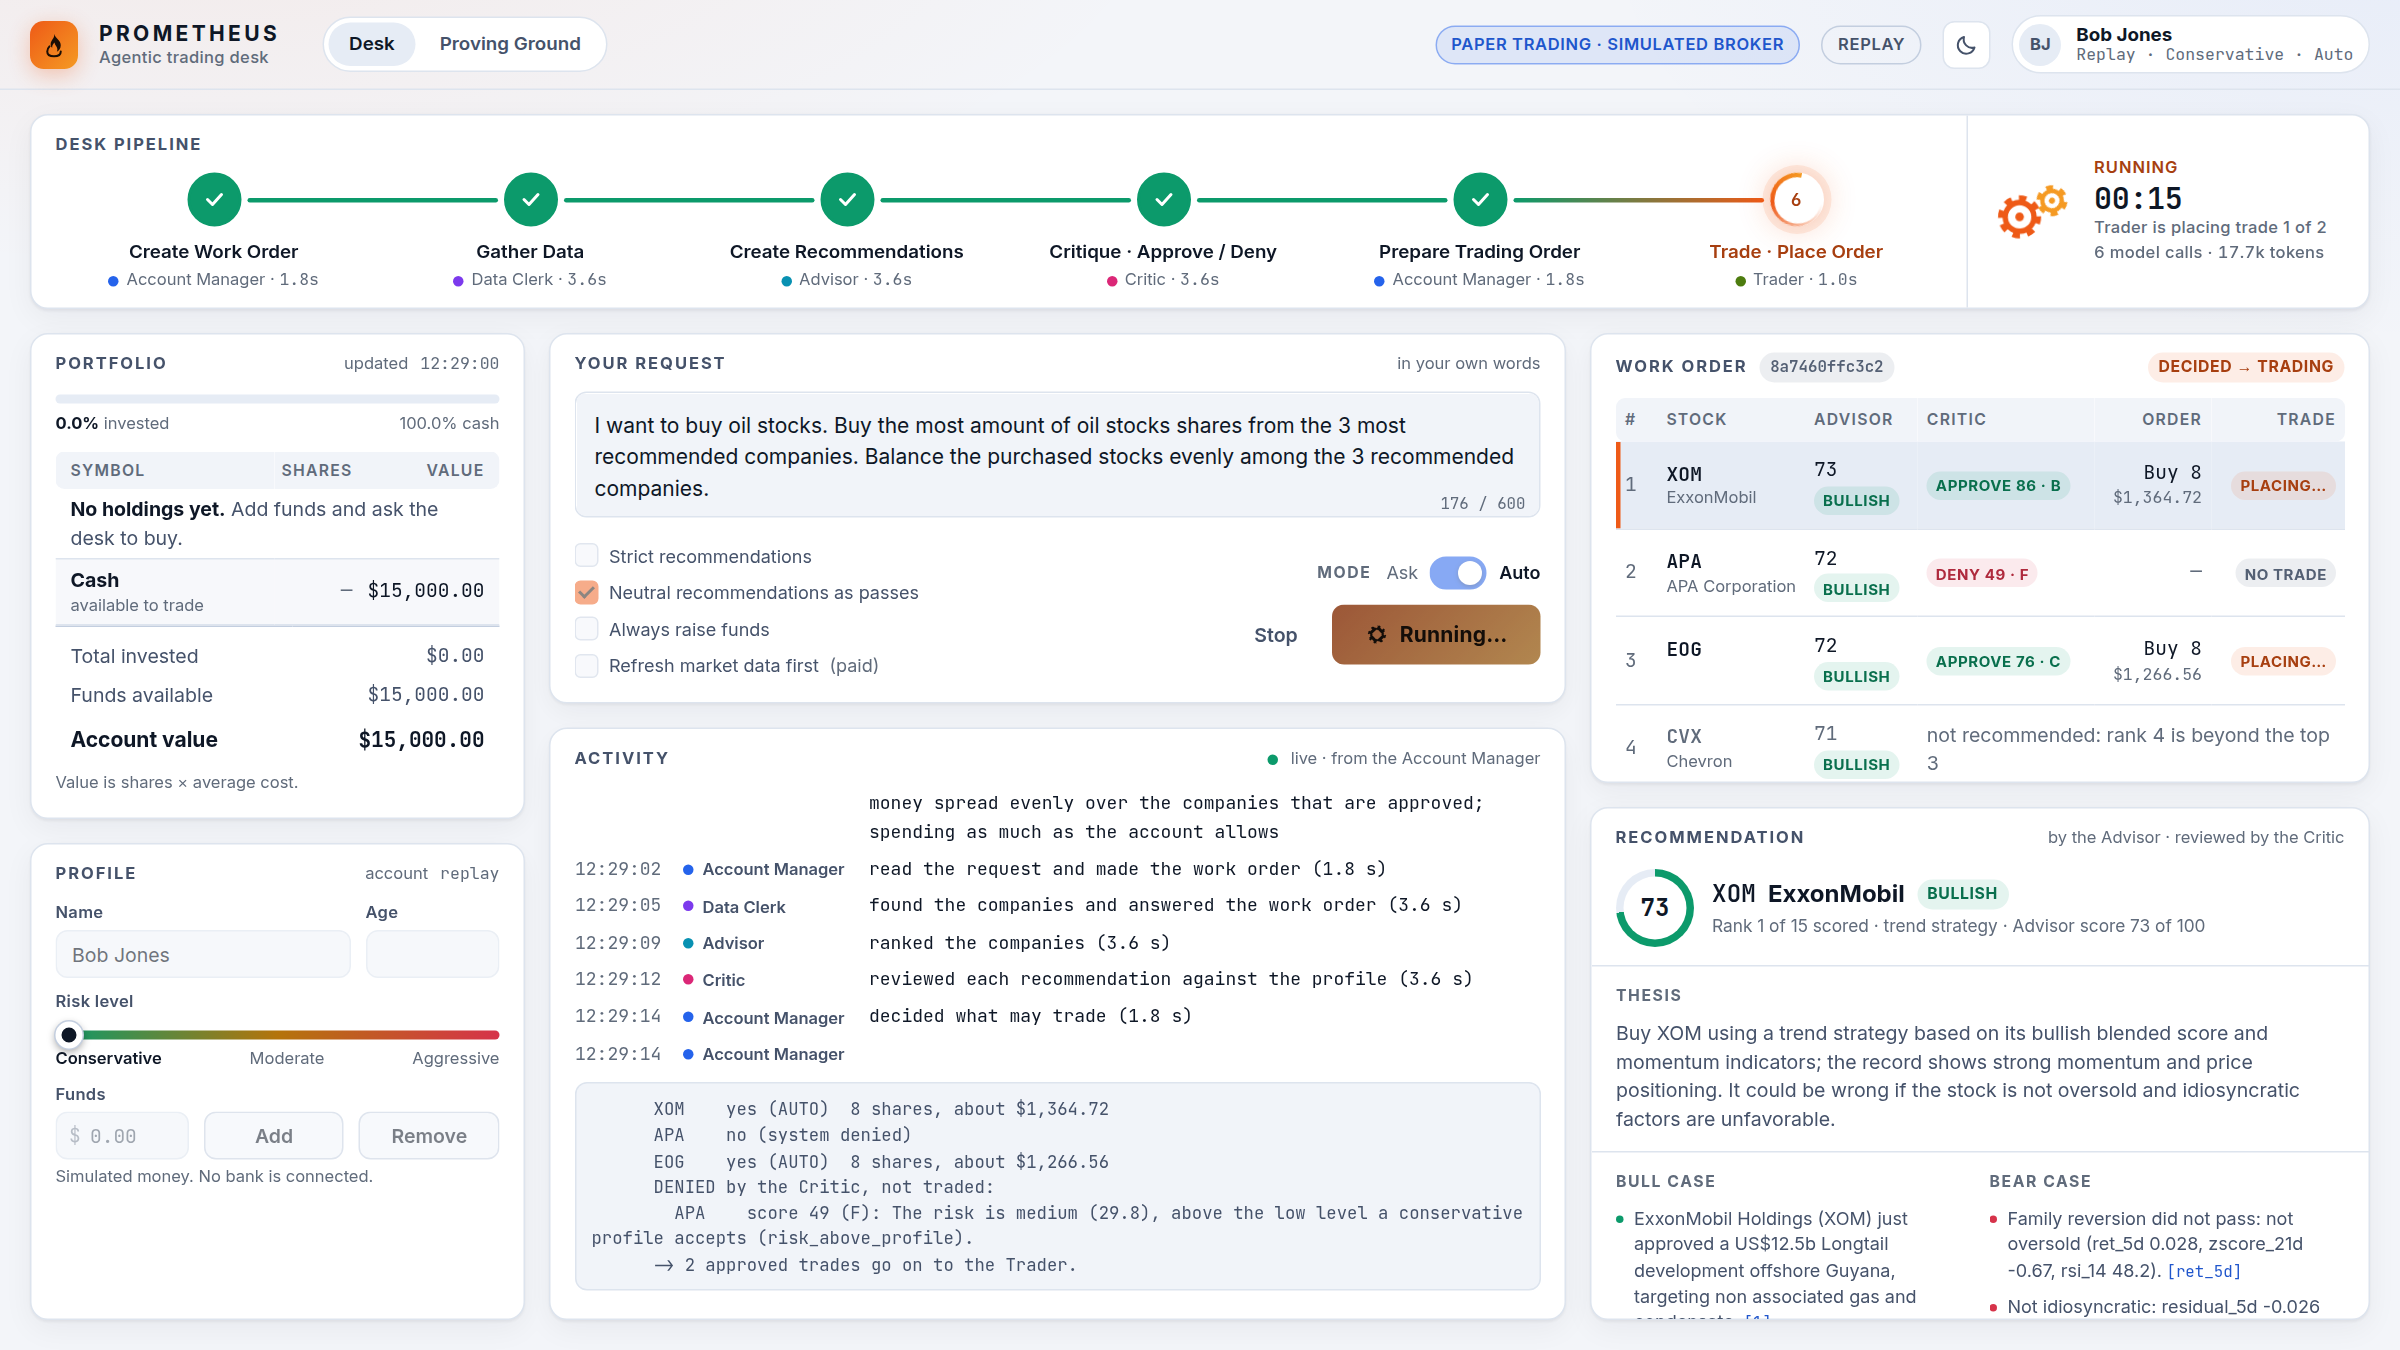 PROMETHEUS
Agentic trading desk
Desk
Proving Ground
PAPER TRADING · SIMULATED BROKER
REPLAY
BJ
Bob Jones
Replay · Conservative · Auto
DESK PIPELINE
6
Create Work Order
Gather Data
Create Recommendations
Critique · Approve / Deny
Prepare Trading Order
Trade · Place Order
Account Manager · 1.8s
Data Clerk · 3.6s
Advisor · 3.6s
Critic · 3.6s
Account Manager · 1.8s
Trader · 1.0s
RUNNING
00:15
Trader is placing trade 1 of 2
6 model calls · 17.7k tokens
PORTFOLIO
updated 12:29:00
0.0% invested
100.0% cash
SYMBOL SHARES VALUE
No holdings yet. Add funds and ask the
desk to buy.
Cash
available to trade
— $15,000.00
Total invested $0.00
Funds available $15,000.00
Account value $15,000.00
Value is shares × average cost.
PROFILE
account replay
Name
Age
Bob Jones
Risk level
Conservative
Moderate
Aggressive
Funds
$ 0.00
Add
Remove
Simulated money. No bank is connected.
YOUR REQUEST
in your own words
I want to buy oil stocks. Buy the most amount of oil stocks shares from the 3 most
recommended companies. Balance the purchased stocks evenly among the 3 recommended
companies.
176 / 600
Strict recommendations
Neutral recommendations as passes
Always raise funds
Refresh market data first (paid)
MODE Ask Auto
Stop
Running…
ACTIVITY
live · from the Account Manager
money spread evenly over the companies that are approved;
spending as much as the account allows
12:29:02 Account Manager read the request and made the work order (1.8 s)
12:29:05 Data Clerk found the companies and answered the work order (3.6 s)
12:29:09 Advisor ranked the companies (3.6 s)
12:29:12 Critic reviewed each recommendation against the profile (3.6 s)
12:29:14 Account Manager decided what may trade (1.8 s)
12:29:14 Account Manager
XOM yes (AUTO) 8 shares, about $1,364.72
APA no (system denied)
EOG yes (AUTO) 8 shares, about $1,266.56
DENIED by the Critic, not traded:
APA score 49 (F): The risk is medium (29.8), above the low level a conservative
profile accepts (risk_above_profile).
→ 2 approved trades go on to the Trader.
WORK ORDER
8a7460ffc3c2
DECIDED → TRADING
# STOCK ADVISOR CRITIC ORDER TRADE
1
XOM
ExxonMobil
73
BULLISH
APPROVE 86 · B
Buy 8
$1,364.72
PLACING…
2
APA
APA Corporation
72
BULLISH
DENY 49 · F
—
NO TRADE
3
EOG
72
BULLISH
APPROVE 76 · C
Buy 8
$1,266.56
PLACING…
4
CVX
Chevron
71
BULLISH
not recommended: rank 4 is beyond the top
3
RECOMMENDATION
by the Advisor · reviewed by the Critic
73
XOM ExxonMobil BULLISH
Rank 1 of 15 scored · trend strategy · Advisor score 73 of 100
THESIS
Buy XOM using a trend strategy based on its bullish blended score and
momentum indicators; the record shows strong momentum and price
positioning. It could be wrong if the stock is not oversold and idiosyncratic
factors are unfavorable.
BULL CASE
ExxonMobil Holdings (XOM) just
approved a US$12.5b Longtail
development offshore Guyana,
targeting non associated gas and
BEAR CASE
Family reversion did not pass: not
oversold (ret_5d 0.028, zscore_21d
-0.67, rsi_14 48.2). [ret_5d]
Not idiosyncratic: residual_5d -0.026